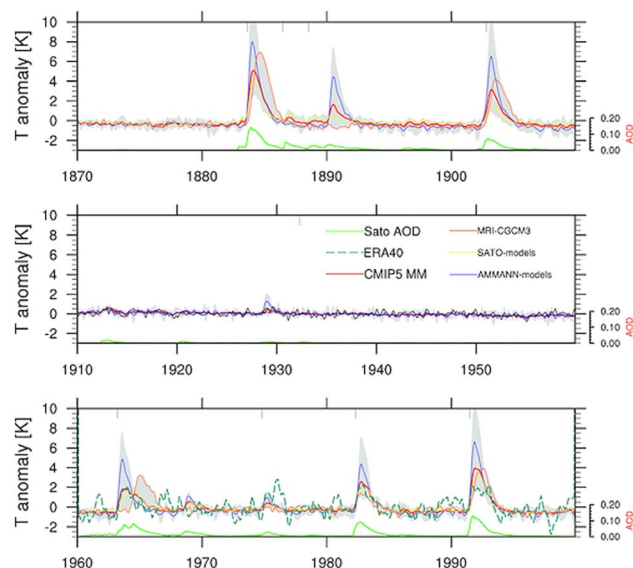 10
8
6
4
2
0
-2
T anomaly [K]
0.20
0.10
0.00
AOD
1870 1880 1890 1900
10
8
6
4
2
0
-2
T anomaly [K]
Sato AOD
ERA40
CMIP5 MM
MRI-CGCM3
SATO-models
AMMANN-models
0.20
0.10
0.00
AOD
1910 1920 1930 1940 1950
10
8
6
4
2
0
-2
T anomaly [K]
0.20
0.10
0.00
AOD
1960 1970 1980 1990